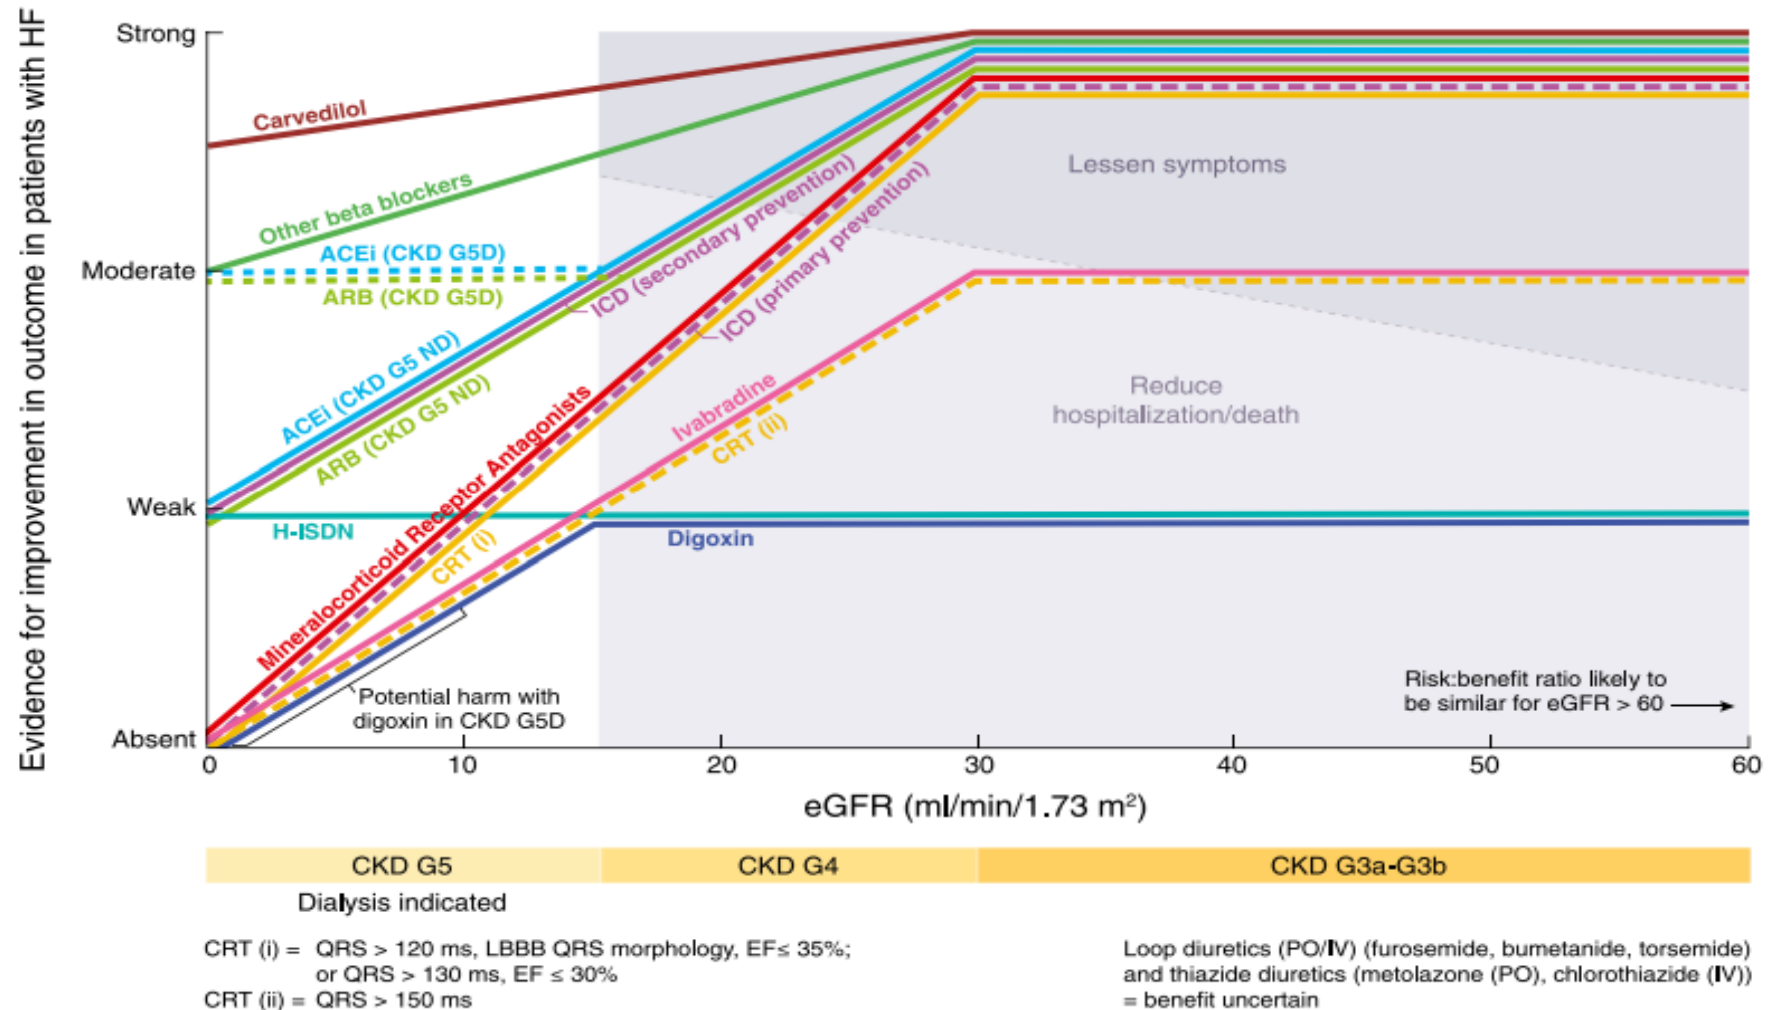 Evidence for improvement in outcome in patients with HF
Strong
Moderate
Weak
Absent
Carvedilol
Other beta blockers
ACEi (CKD G5D)
ARB (CKD G5D)
ACEi (CKD G5 ND)
ARB (CKD G5 ND)
H-ISDN
Mineralocorticoid Receptor Antagonists
CRT (i)
ICD (secondary prevention)
ICD (primary prevention)
Ivabradine
CRT (ii)
Digoxin
Lessen symptoms
Reduce
hospitalization/death
Potential harm with
digoxin in CKD G5D
Risk:benefit ratio likely to
be similar for eGFR > 60
0 10 20 30 40 50 60
eGFR (ml/min/1.73 m²)
CKD G5 CKD G4 CKD G3a-G3b
Dialysis indicated
CRT (i) = QRS > 120 ms, LBBB QRS morphology, EF≤ 35%;
or QRS > 130 ms, EF ≤ 30%
CRT (ii) = QRS > 150 ms
Loop diuretics (PO/IV) (furosemide, bumetanide, torsemide)
and thiazide diuretics (metolazone (PO), chlorothiazide (IV))
= benefit uncertain